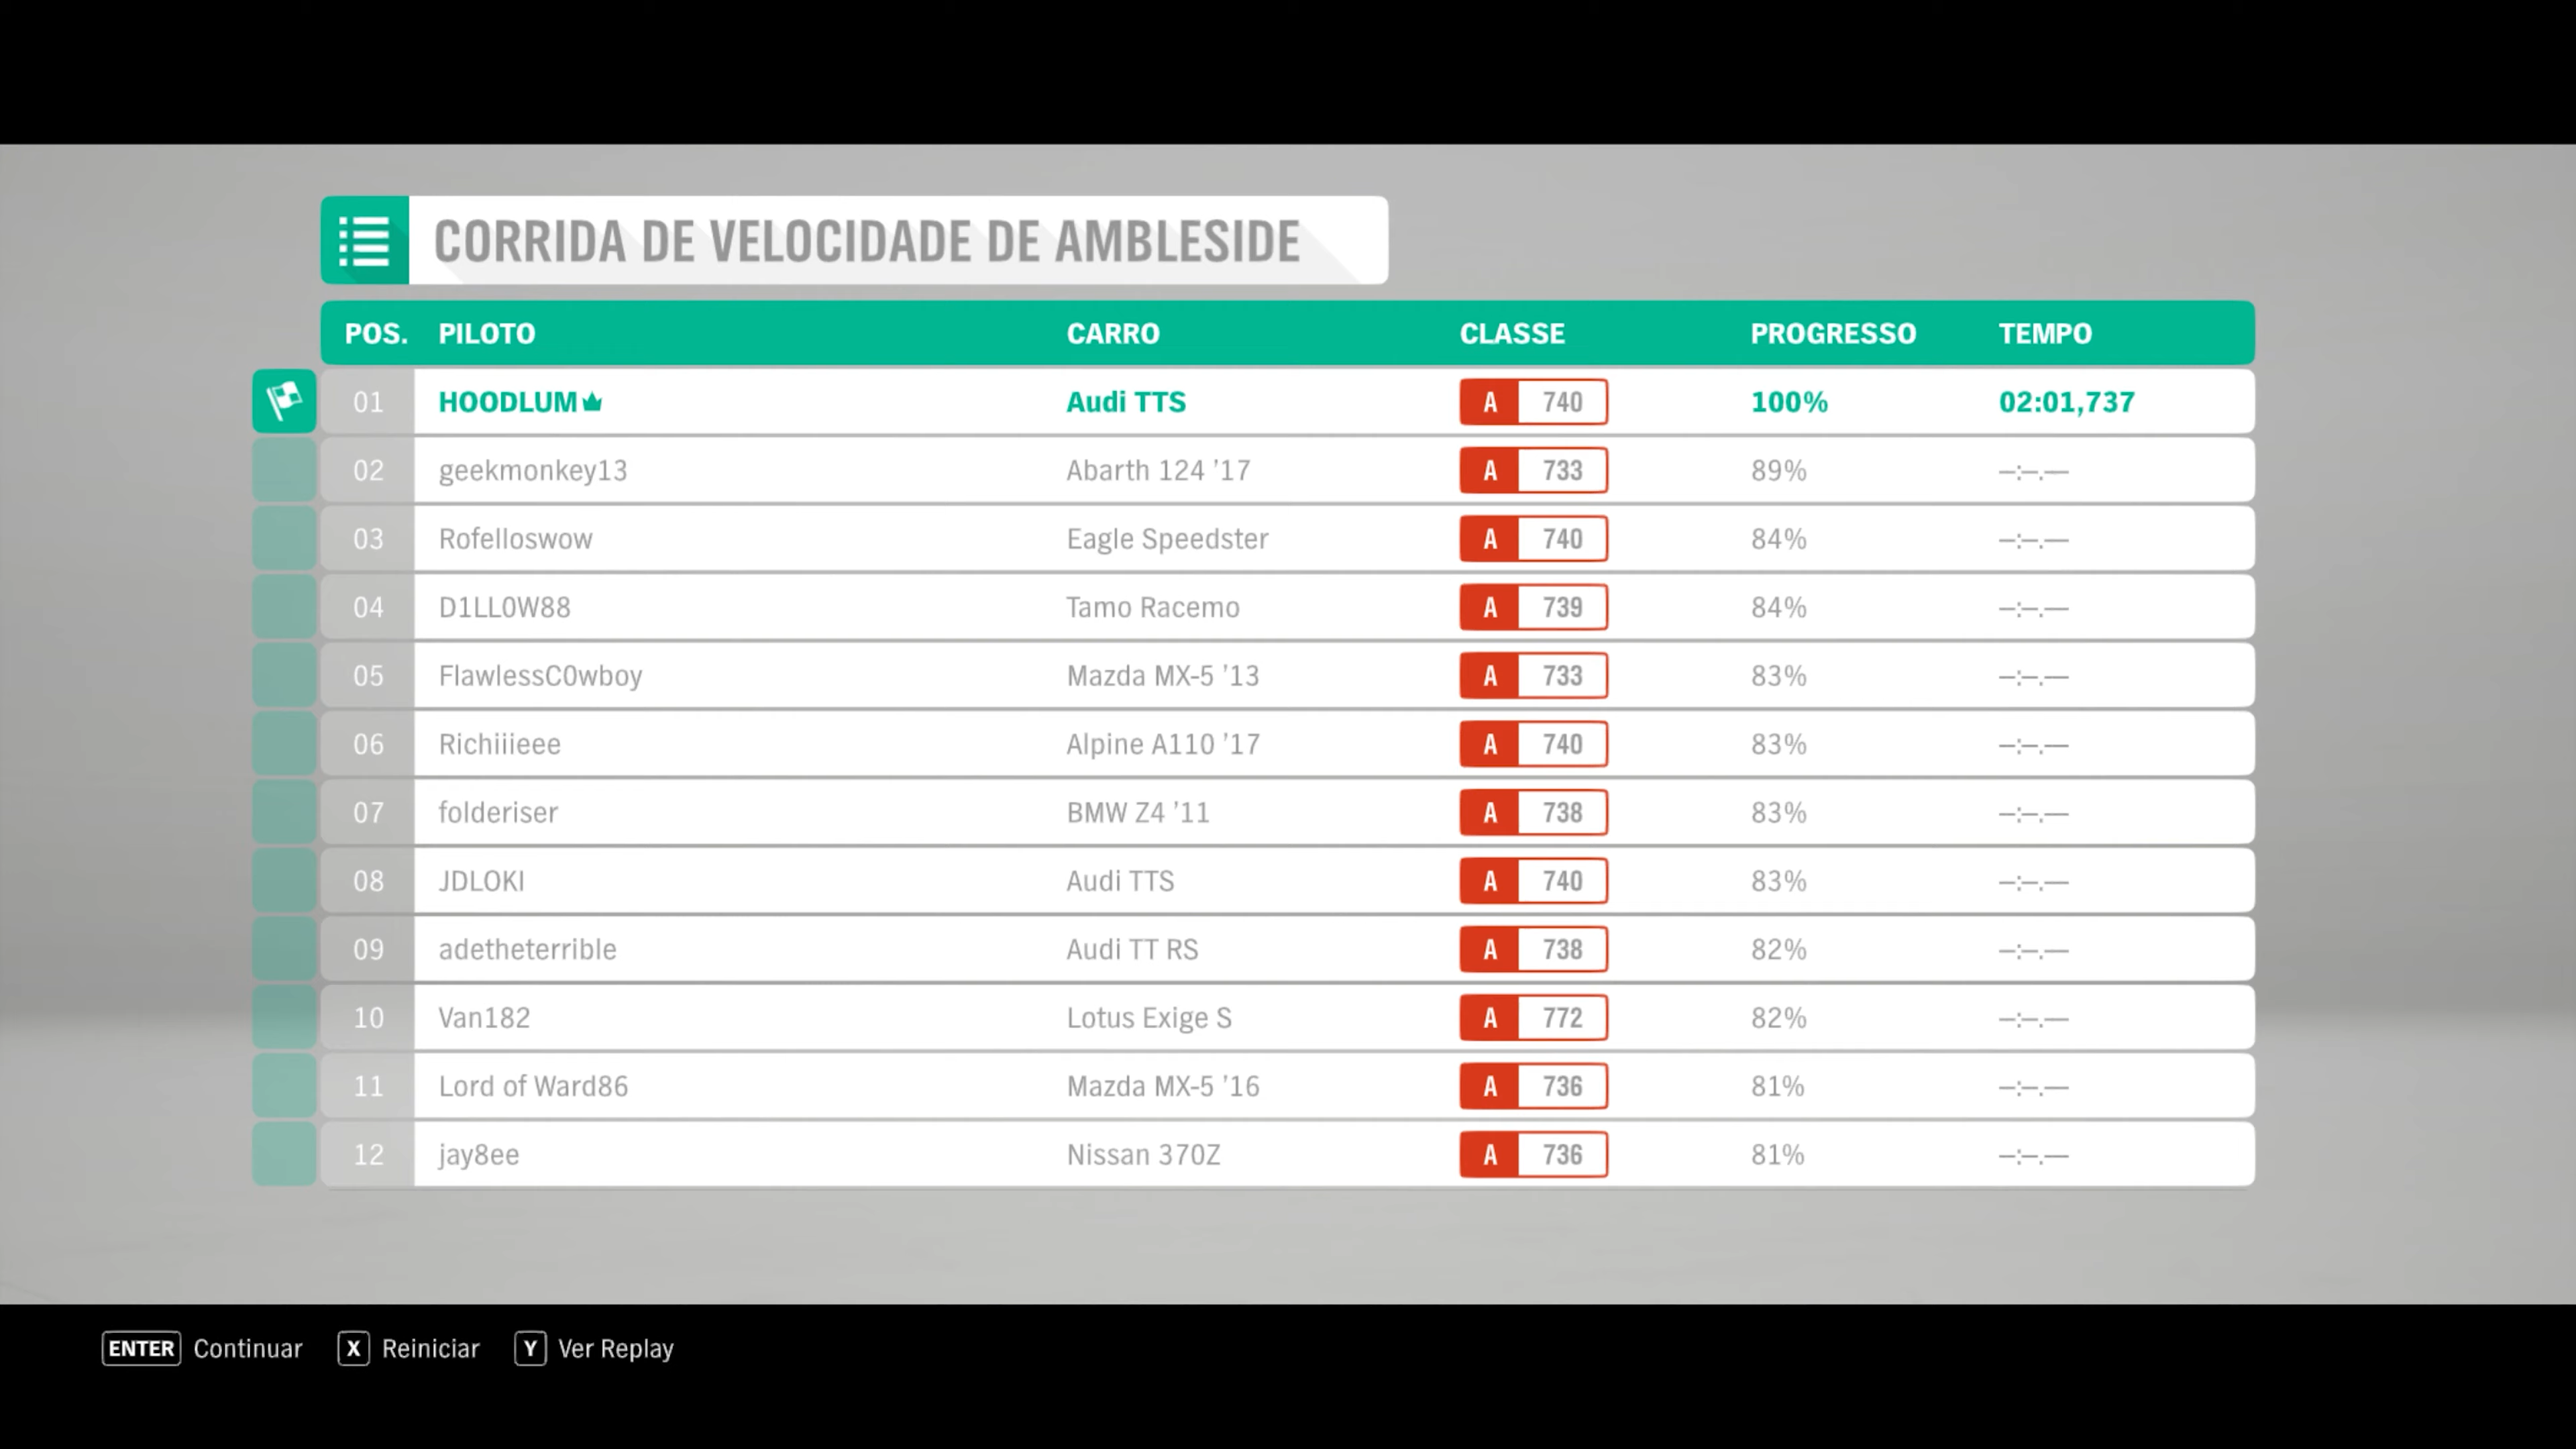 CORRIDA DE VELOCIDADE DE AMBLESIDE
POS. PILOTO CARRO CLASSE PROGRESSO TEMPO
01 HOODLUM Audi TTS A 740 100% 02:01,737
02 geekmonkey13 Abarth 124 ’17 A 733 89% –:–.––
03 Rofelloswow Eagle Speedster A 740 84% –:–.––
04 D1LL0W88 Tamo Racemo A 739 84% –:–.––
05 FlawlessC0wboy Mazda MX-5 ’13 A 733 83% –:–.––
06 Richiiieee Alpine A110 ’17 A 740 83% –:–.––
07 folderiser BMW Z4 ’11 A 738 83% –:–.––
08 JDLOKI Audi TTS A 740 83% –:–.––
09 adetheterrible Audi TT RS A 738 82% –:–.––
10 Van182 Lotus Exige S A 772 82% –:–.––
11 Lord of Ward86 Mazda MX-5 ’16 A 736 81% –:–.––
12 jay8ee Nissan 370Z A 736 81% –:–.––
ENTER Continuar X Reiniciar Y Ver Replay